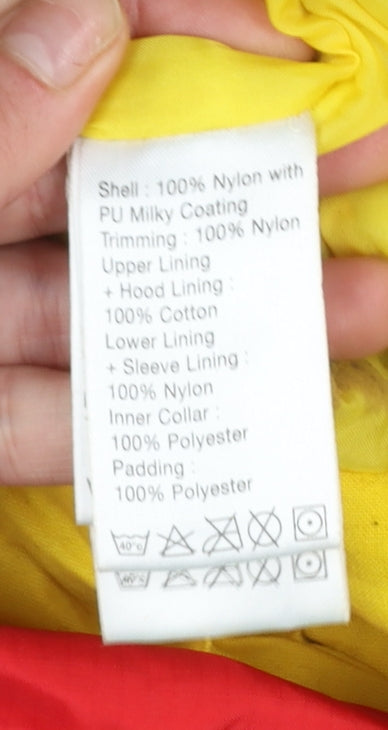 Shell : 100% Nylon with
PU Milky Coating
Trimming : 100% Nylon
Upper Lining
+ Hood Lining :
100% Cotton
Lower Lining
+ Sleeve Lining :
100% Nylon
Inner Collar :
100% Polyester
Padding :
100% Polyester
40°C